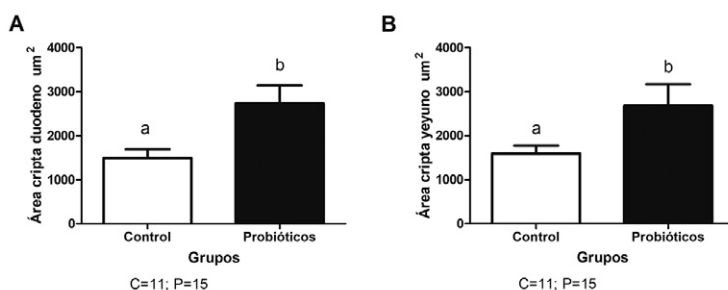 A
Área cripta duodeno um²
4000
3000
2000
1000
0
a
b
Control
Probióticos
Grupos
C=11; P=15
B
Área cripta yeyuno um²
4000
3000
2000
1000
0
a
b
Control
Probióticos
Grupos
C=11; P=15